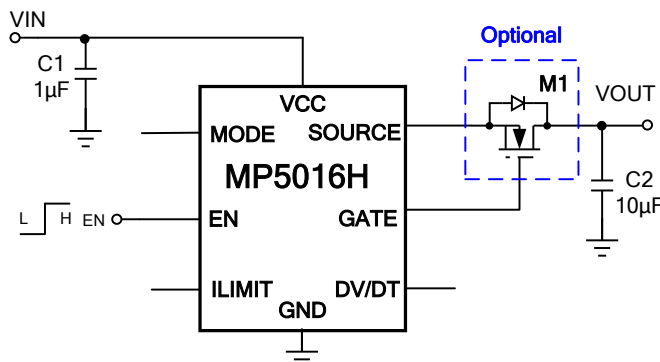 VIN
Optional
C1
1µF
M1
VOUT
VCC
MODE
SOURCE
MP5016H
C2
10µF
L
H
EN
EN
GATE
ILIMIT
DV/DT
GND